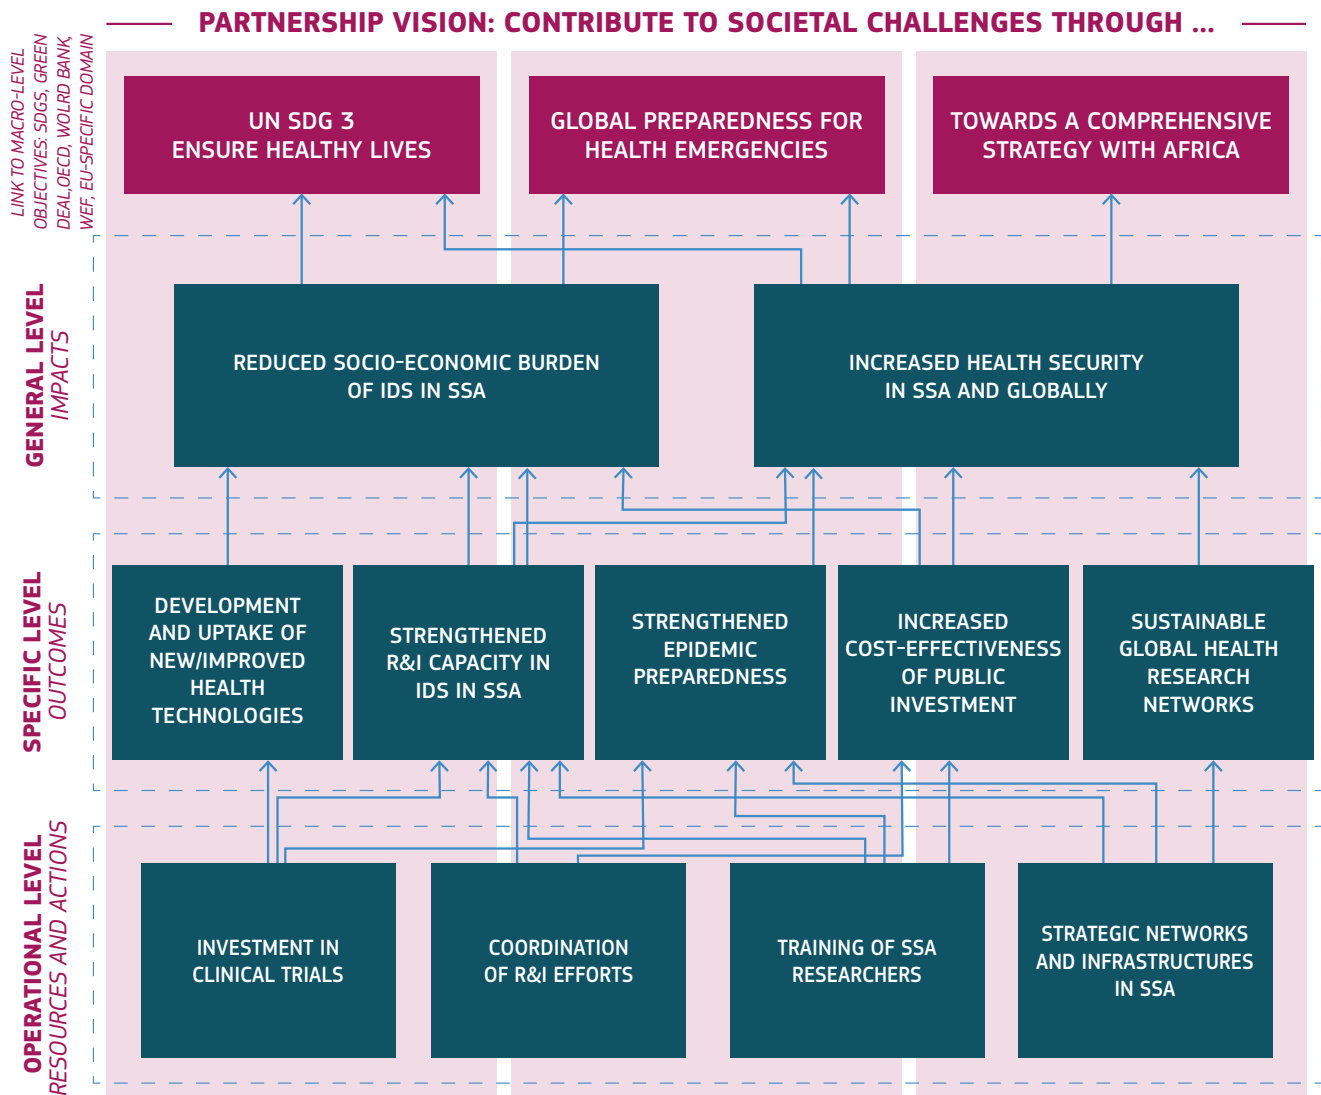 PARTNERSHIP VISION: CONTRIBUTE TO SOCIETAL CHALLENGES THROUGH ...
LINK TO MACRO-LEVEL
OBJECTIVES: SDGS, GREEN
DEAL,OECD, WOLRD BANK,
WEF, EU-SPECIFIC DOMAIN
UN SDG 3
ENSURE HEALTHY LIVES
GLOBAL PREPAREDNESS FOR
HEALTH EMERGENCIES
TOWARDS A COMPREHENSIVE
STRATEGY WITH AFRICA
GENERAL LEVEL
IMPACTS
REDUCED SOCIO-ECONOMIC BURDEN
OF IDS IN SSA
INCREASED HEALTH SECURITY
IN SSA AND GLOBALLY
SPECIFIC LEVEL
OUTCOMES
DEVELOPMENT
AND UPTAKE OF
NEW/IMPROVED
HEALTH
TECHNOLOGIES
STRENGTHENED
R&I CAPACITY IN
IDS IN SSA
STRENGTHENED
EPIDEMIC
PREPAREDNESS
INCREASED
COST-EFFECTIVENESS
OF PUBLIC
INVESTMENT
SUSTAINABLE
GLOBAL HEALTH
RESEARCH
NETWORKS
OPERATIONAL LEVEL
RESOURCES AND ACTIONS
INVESTMENT IN
CLINICAL TRIALS
COORDINATION
OF R&I EFFORTS
TRAINING OF SSA
RESEARCHERS
STRATEGIC NETWORKS
AND INFRASTRUCTURES
IN SSA